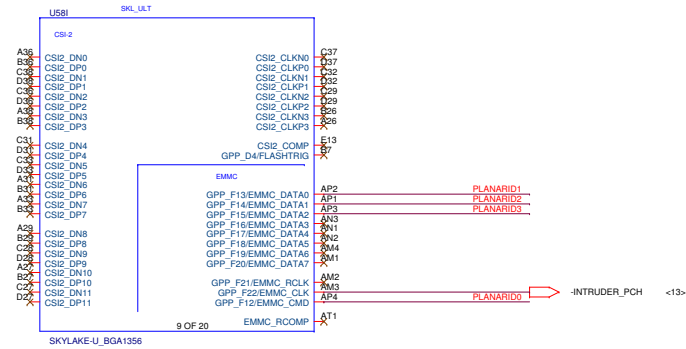 U58I
SKL_ULT
CSI-2
A36 CSI2_DN0 CSI2_CLKN0 C37
B36 CSI2_DP0 CSI2_CLKP0 D37
C38 CSI2_DN1 CSI2_CLKN1 C32
D38 CSI2_DP1 CSI2_CLKP1 D32
C36 CSI2_DN2 CSI2_CLKN2 C29
D36 CSI2_DP2 CSI2_CLKP2 D29
A38 CSI2_DN3 CSI2_CLKN3 B26
B38 CSI2_DP3 CSI2_CLKP3 A26
C31 CSI2_DN4 CSI2_COMP E13
D31 CSI2_DP4 GPP_D4/FLASHTRIG B7
C33 CSI2_DN5
D33 CSI2_DP5 EMMC
A31 CSI2_DN6
B31 CSI2_DP6 GPP_F13/EMMC_DATA0 AP2 PLANARID1
A33 CSI2_DN7 GPP_F14/EMMC_DATA1 AP1 PLANARID2
B33 CSI2_DP7 GPP_F15/EMMC_DATA2 AP3 PLANARID3
GPP_F16/EMMC_DATA3 AN3
A29 CSI2_DN8 GPP_F17/EMMC_DATA4 AN1
B29 CSI2_DP8 GPP_F18/EMMC_DATA5 AN2
C28 CSI2_DN9 GPP_F19/EMMC_DATA6 AM4
D28 CSI2_DP9 GPP_F20/EMMC_DATA7 AM1
A27 CSI2_DN10
B27 CSI2_DP10 GPP_F21/EMMC_RCLK AM2
C27 CSI2_DN11 GPP_F22/EMMC_CLK AM3 -INTRUDER_PCH <13>
D27 CSI2_DP11 GPP_F12/EMMC_CMD AP4 PLANARID0
EMMC_RCOMP AT1
9 OF 20
SKYLAKE-U_BGA1356